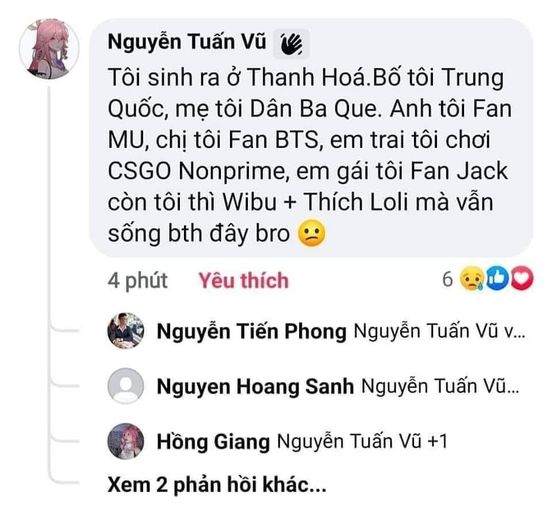 Nguyễn Tuấn Vũ
Tôi sinh ra ở Thanh Hoá.Bố tôi Trung
Quốc, mẹ tôi Dân Ba Que. Anh tôi Fan
MU, chị tôi Fan BTS, em trai tôi chơi
CSGO Nonprime, em gái tôi Fan Jack
còn tôi thì Wibu + Thích Loli mà vẫn
sống bth đây bro
4 phút Yêu thích 6
Nguyễn Tiến Phong Nguyễn Tuấn Vũ v...
Nguyen Hoang Sanh Nguyễn Tuấn Vũ...
Hồng Giang Nguyễn Tuấn Vũ +1
Xem 2 phản hồi khác...